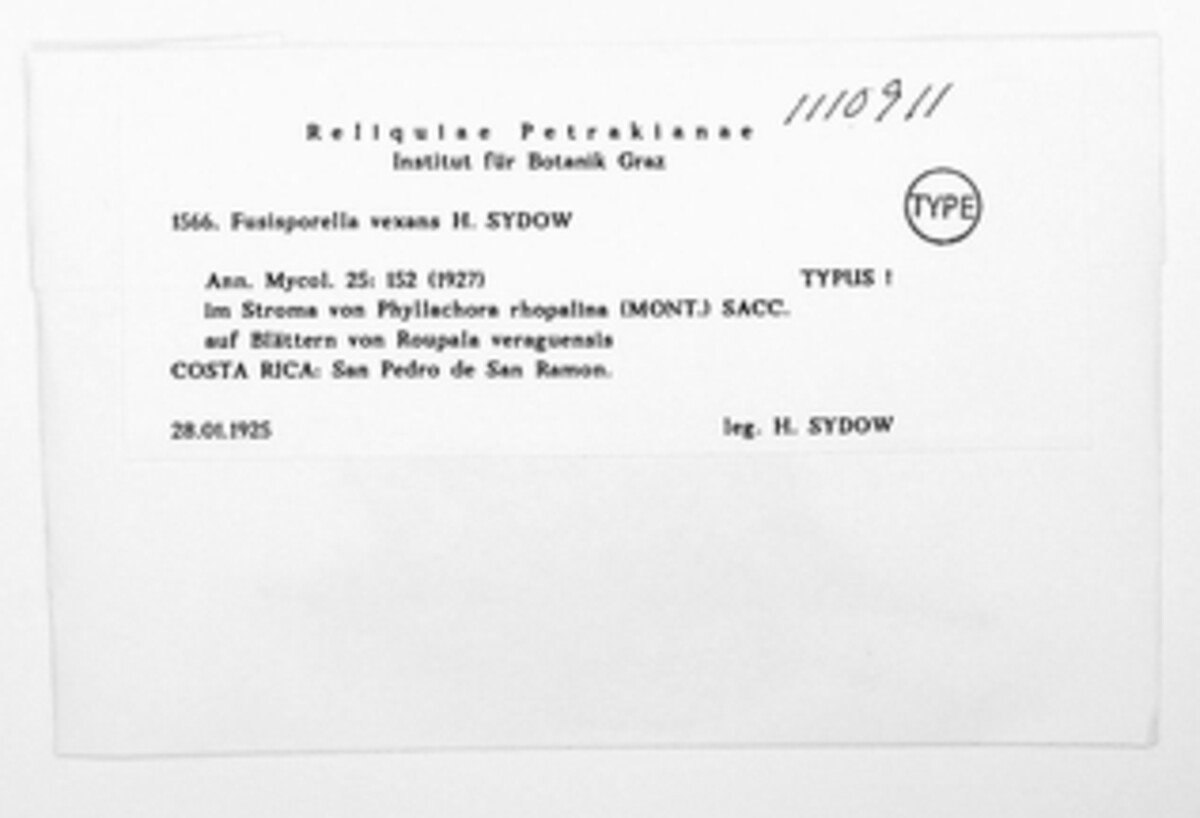 1110911
Reliquiae Petrakianae
Institut für Botanik Graz
TYPE
1566. Fusisporella vexans H. SYDOW
Ann. Mycol. 25: 152 (1927) TYPUS !
im Stroma von Phyllachora rhopalina (MONT.) SACC.
auf Blättern von Roupala veraguensis
COSTA RICA: San Pedro de San Ramon.
28.01.1925 leg. H. SYDOW